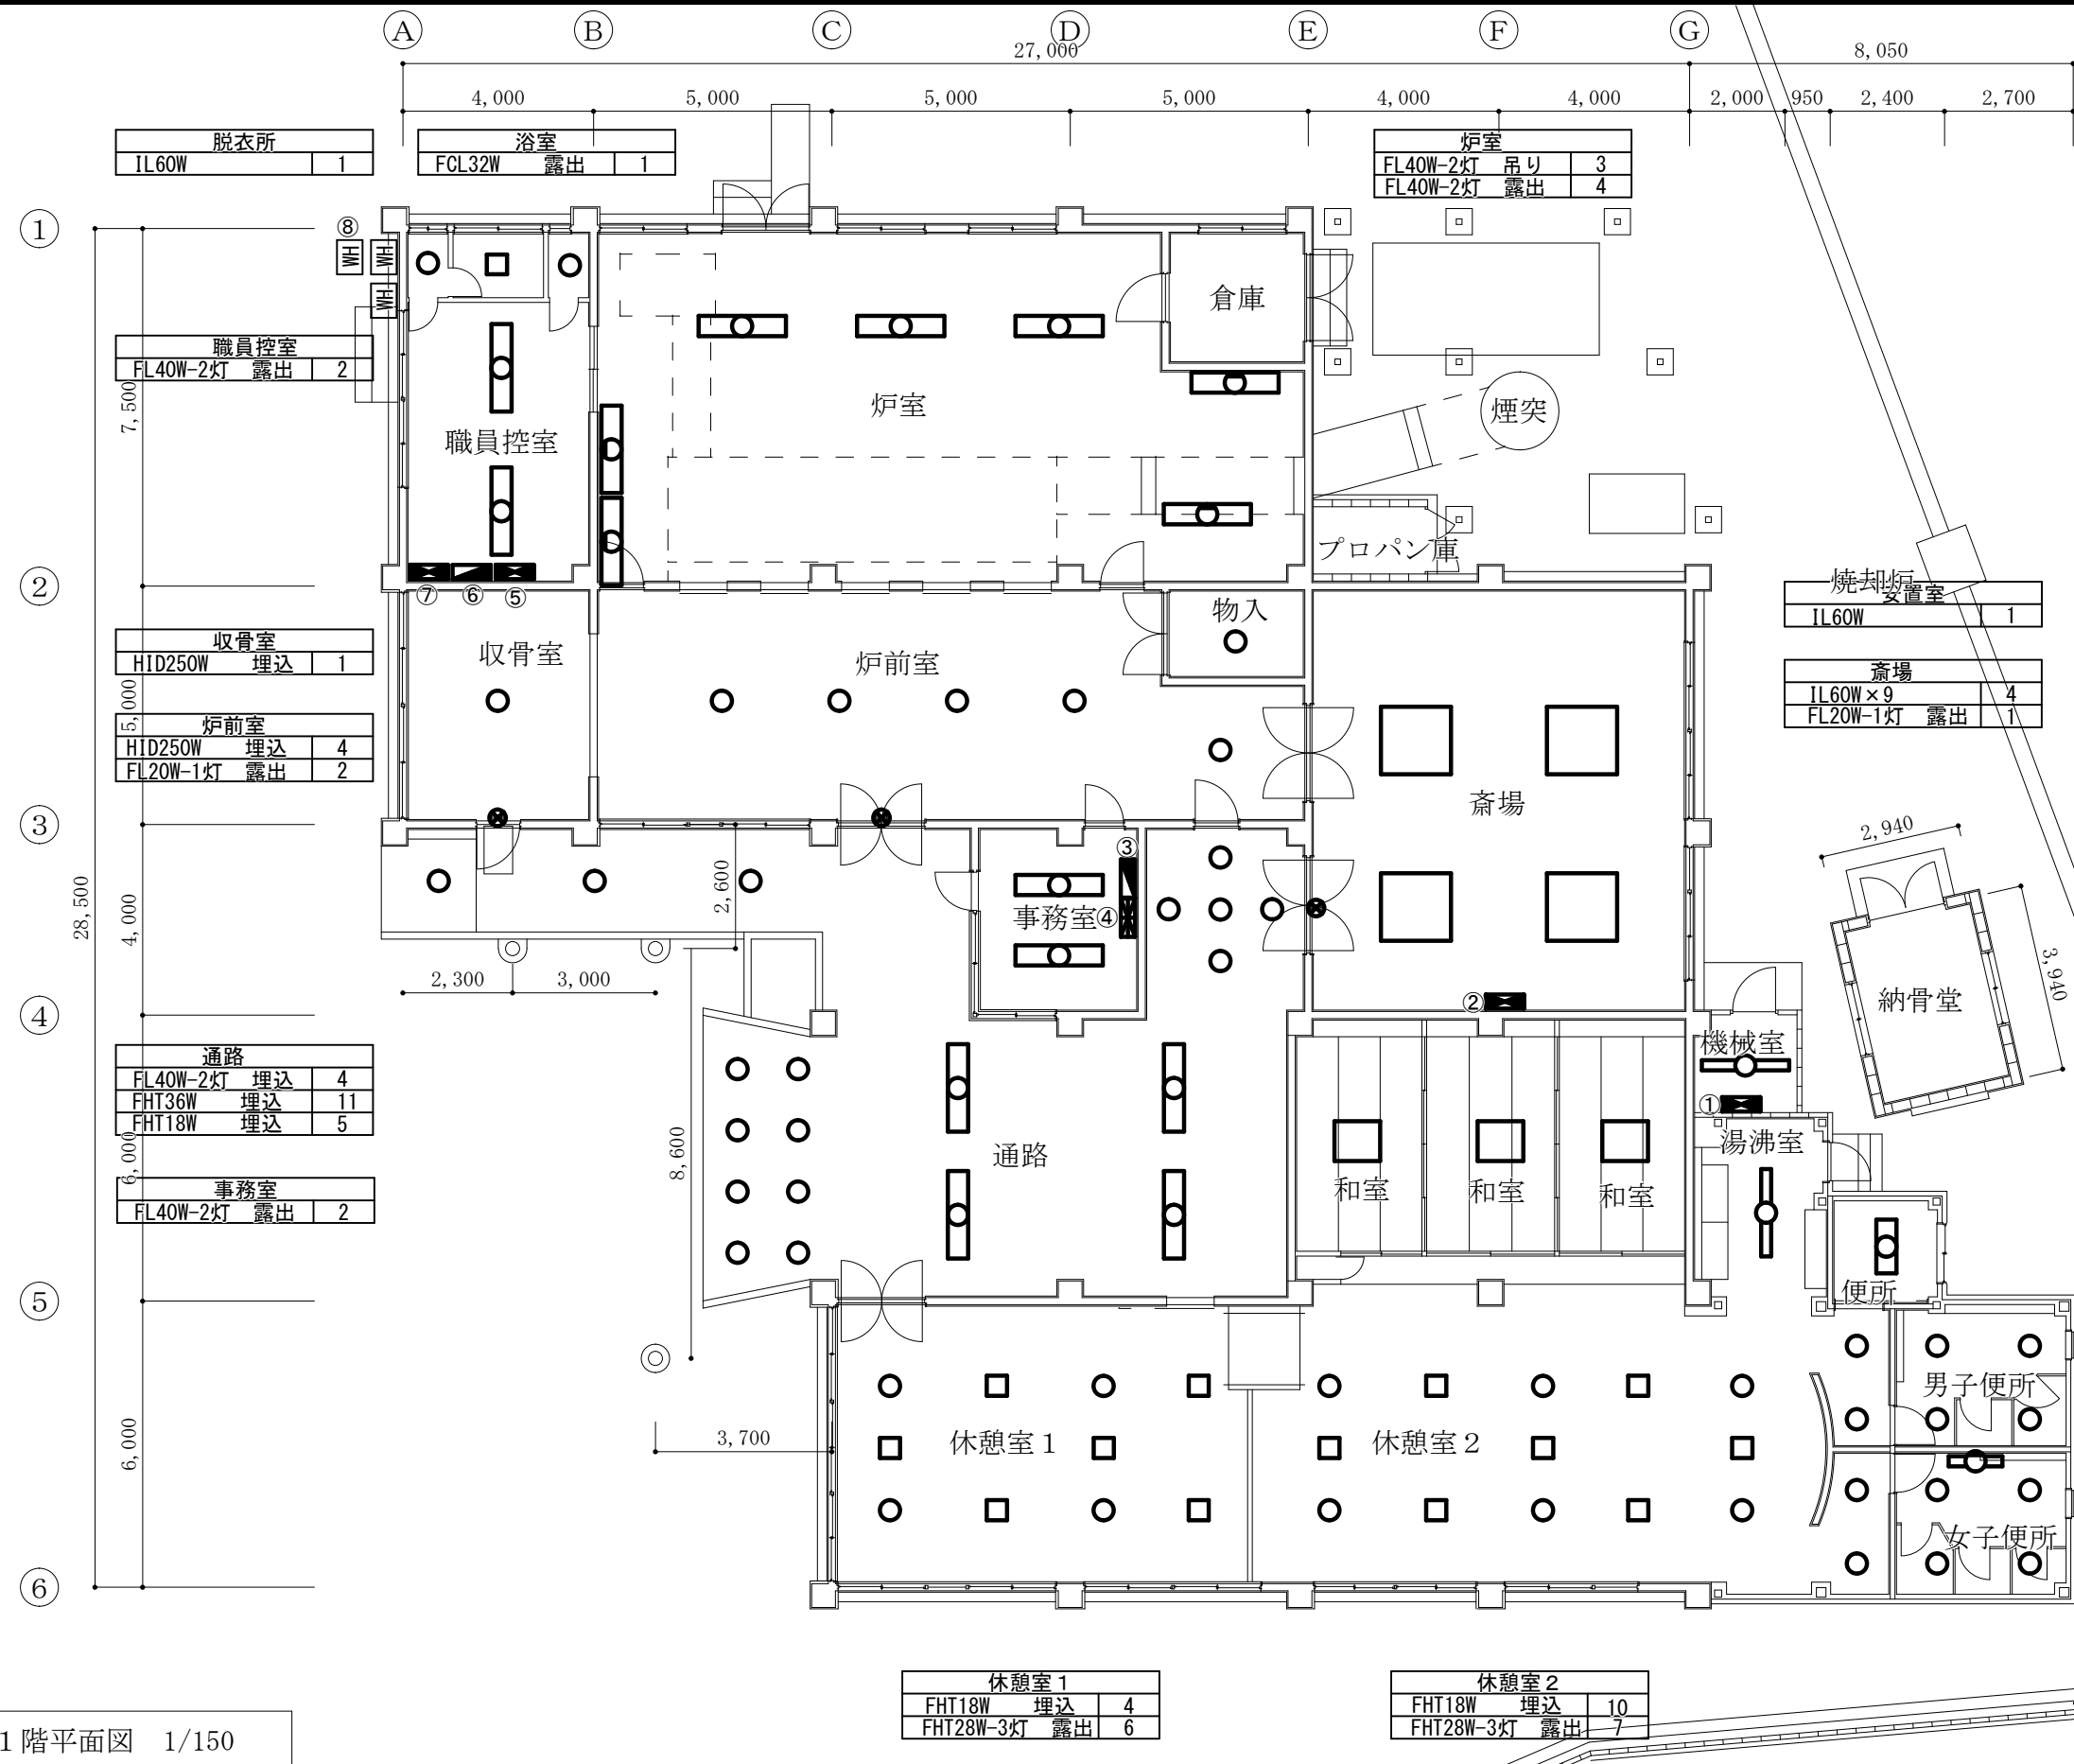 A B C D E F G
27,000 8,050
4,000 5,000 5,000 5,000 4,000 4,000 2,000 950 2,400 2,700
脱衣所
IL60W 1
浴室
FCL32W 露出 1
炉室
FL40W-2灯 吊り 3
FL40W-2灯 露出 4
①
⑧
WH WH
WH
倉庫
職員控室
FL40W-2灯 露出 2
7,500
炉室
煙突
職員控室
プロパン庫
②
⑦ ⑥ ⑤
焼却炉
安置室
IL60W 1
物入
収骨室
HID250W 埋込 1
収骨室
炉前室
斎場
IL60W×9 4
FL20W-1灯 露出 1
5,000
炉前室
HID250W 埋込 4
FL20W-1灯 露出 2
斎場
③
2,940
③
2,600
28,500
4,000
事務室
④
3,940
2,300 3,000
②
納骨堂
④
機械室
通路
FL40W-2灯 埋込 4
FHT36W 埋込 11
FHT18W 埋込 5
①
湯沸室
6,000
8,600
通路
和室 和室 和室
事務室
FL40W-2灯 露出 2
便所
⑤
男子便所
3,700
休憩室1
休憩室2
6,000
女子便所
⑥
休憩室1
FHT18W 埋込 4
FHT28W-3灯 露出 6
休憩室2
FHT18W 埋込 10
FHT28W-3灯 露出 7
1階平面図 1/150